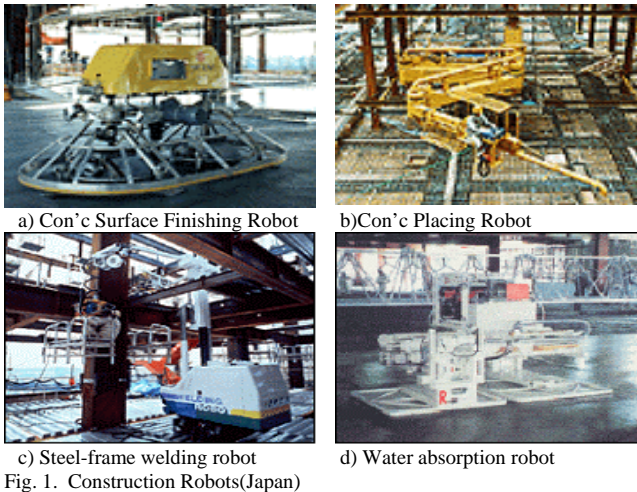 a) Con'c Surface Finishing Robot
b)Con'c Placing Robot
ROBO
R
c) Steel-frame welding robot
d) Water absorption robot
Fig. 1. Construction Robots(Japan)